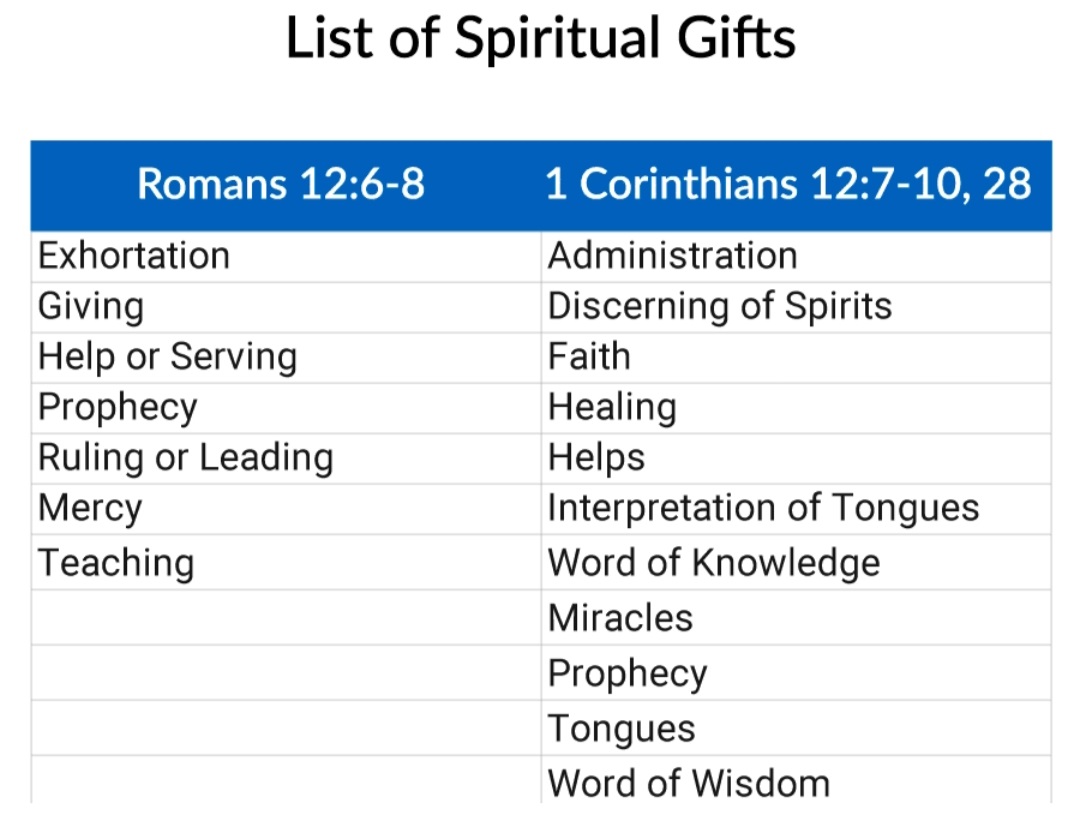 List of Spiritual Gifts
Romans 12:6-8 1 Corinthians 12:7-10, 28
Exhortation Administration
Giving Discerning of Spirits
Help or Serving Faith
Prophecy Healing
Ruling or Leading Helps
Mercy Interpretation of Tongues
Teaching Word of Knowledge
Miracles
Prophecy
Tongues
Word of Wisdom